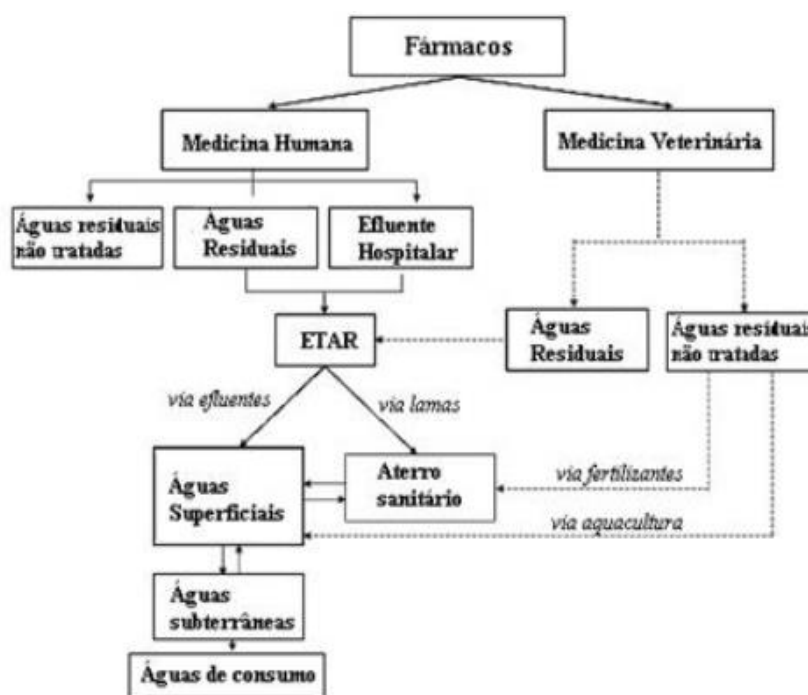 Fármacos
Medicina Humana
Medicina Veterinária
Águas residuais
não tratadas
Águas
Residuais
Efluente
Hospitalar
ETAR
Águas
Residuais
Águas residuais
não tratadas
via efluentes
via lamas
Águas
Superficiais
Aterro
sanitário
via fertilizantes
via aquacultura
Águas
subterrâneas
Águas de consumo